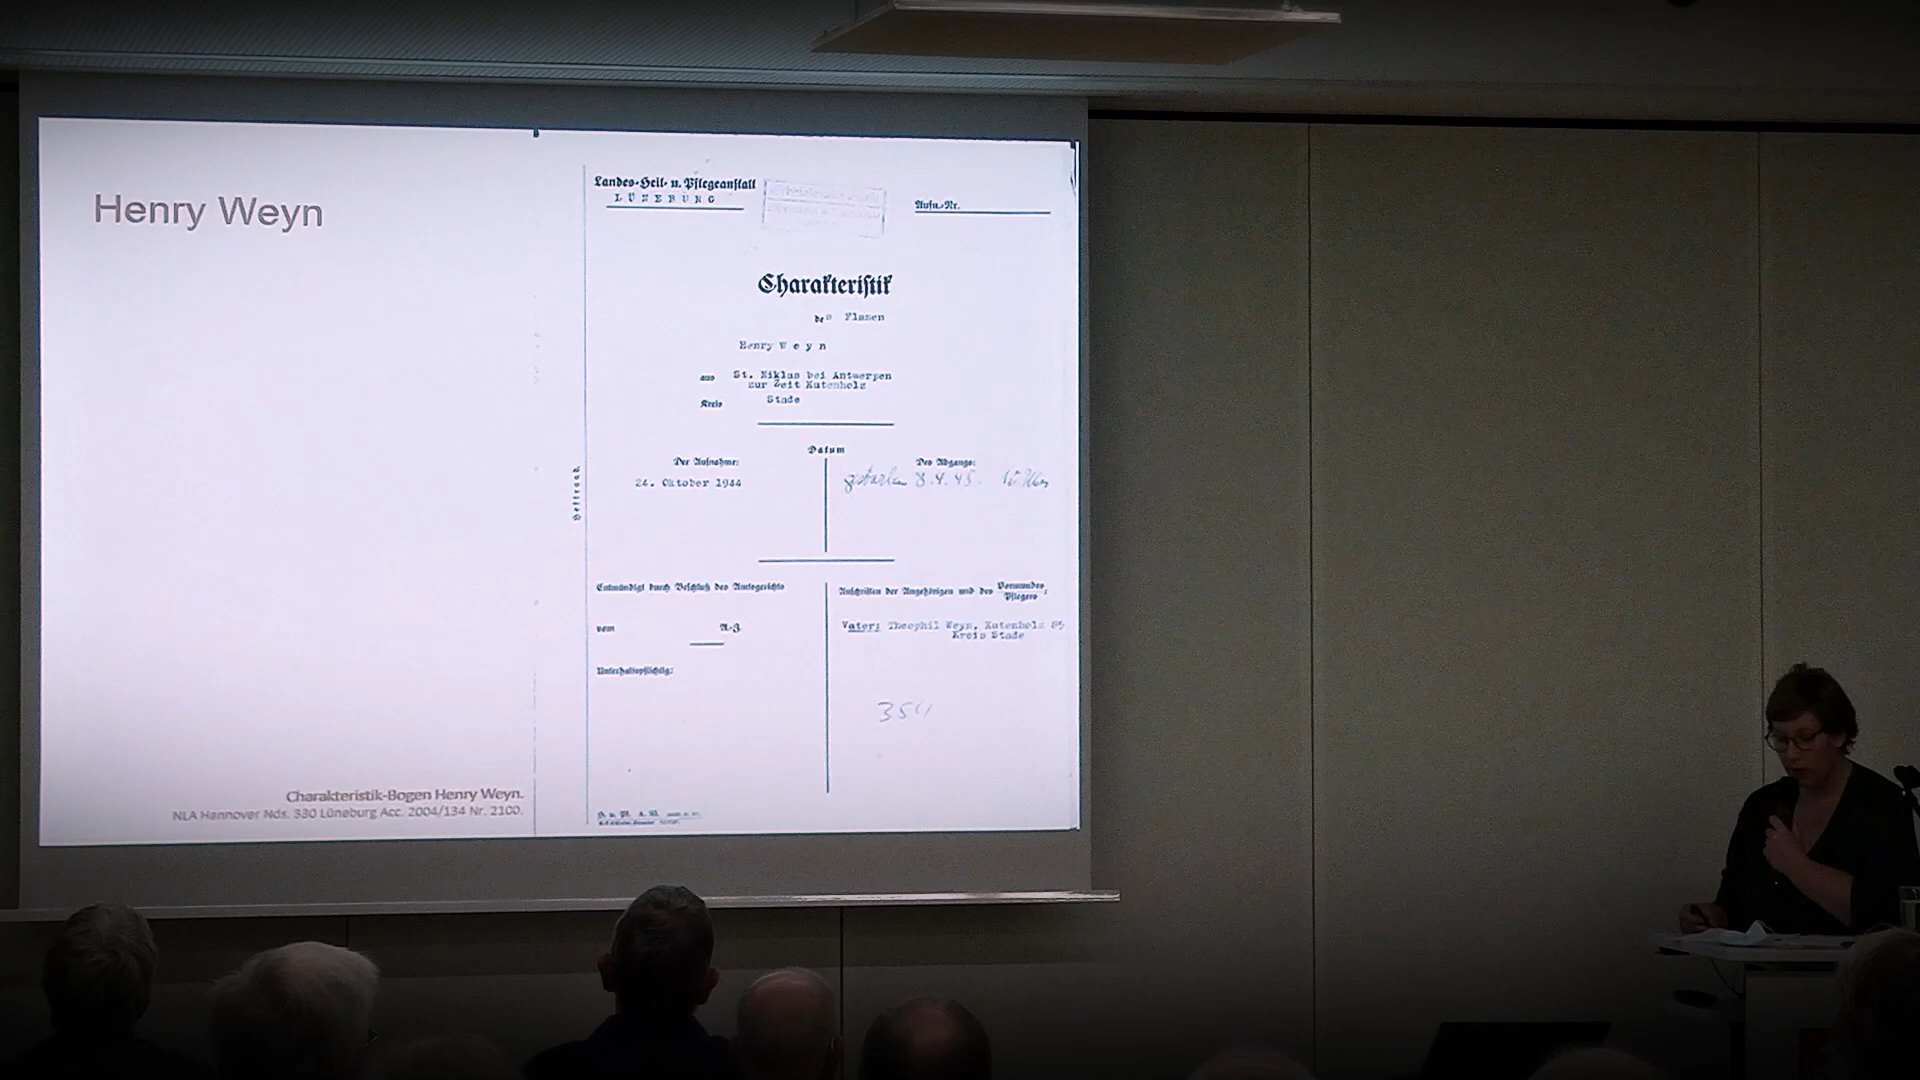 Henry Weyn
Landes-Heil- u. Pflegeanstalt
LÜNEBURG
Aufn.-Nr.
Charakteristik
des Flamen
Henry Weyn
aus St. Niklas bei Antwerpen
zur Zeit Kutenholz
Kreis Stade
Datum
Der Aufnahme:
Des Abgangs:
24. Oktober 1944
gestorben 8.4.45.
Heftrand.
Entmündigt durch Beschluß des Amtsgerichts
Anschriften der Angehörigen und des Vormundes
Pflegers:
vom
Vater: Theophil Weyn, Kutenholz 85
Kreis Stade
Unterhaltspflichtig:
Charakteristik-Bogen Henry Weyn.
NLA Hannover Nds. 330 Lüneburg Acc. 2004/134 Nr. 2100.